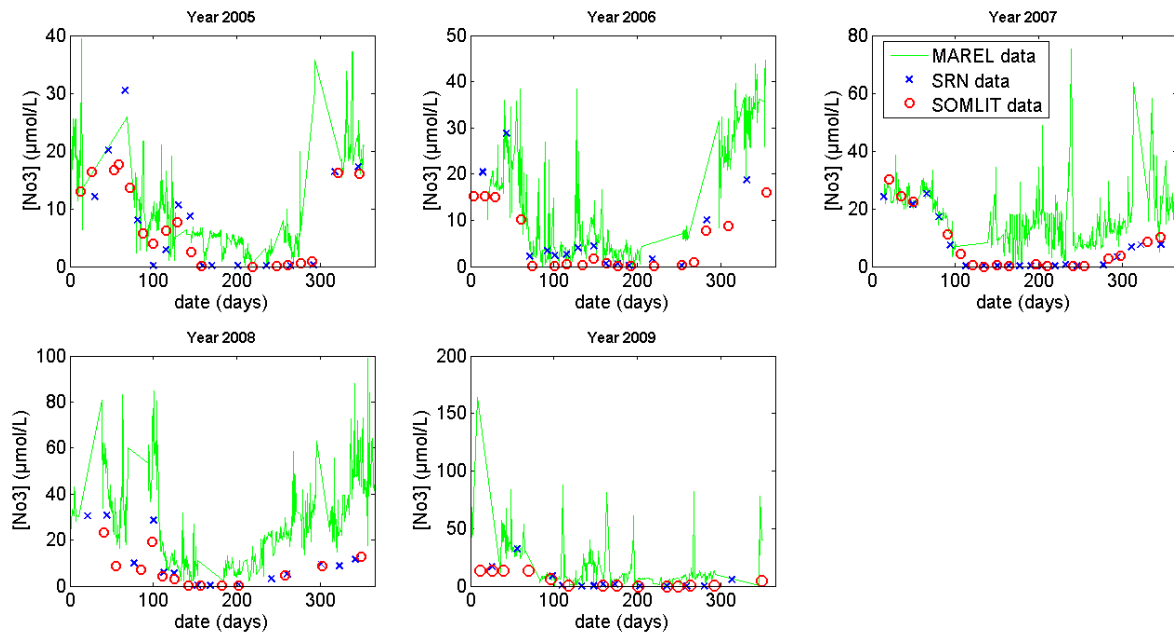 Year 2005
Year 2006
Year 2007
[No3] (µmol/L)
40
30
20
10
0
0
100
200
300
date (days)
[No3] (µmol/L)
50
40
30
20
10
0
0
100
200
300
date (days)
[No3] (µmol/L)
80
60
40
20
0
0
100
200
300
date (days)
MAREL data
SRN data
SOMLIT data
Year 2008
Year 2009
[No3] (µmol/L)
100
80
60
40
20
0
0
100
200
300
date (days)
[No3] (µmol/L)
200
150
100
50
0
0
100
200
300
date (days)